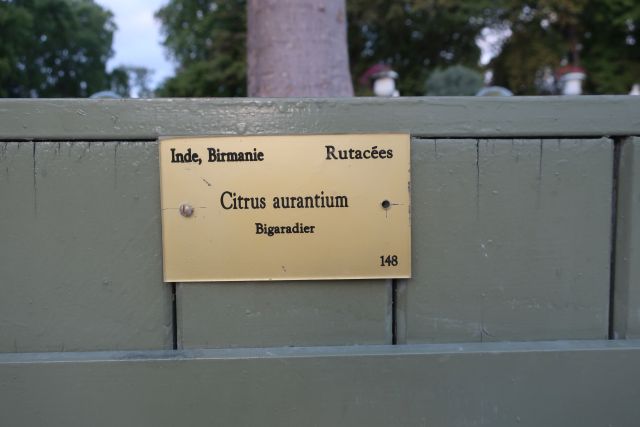 Inde, Birmanie Rutacées
Citrus aurantium
Bigaradier
148